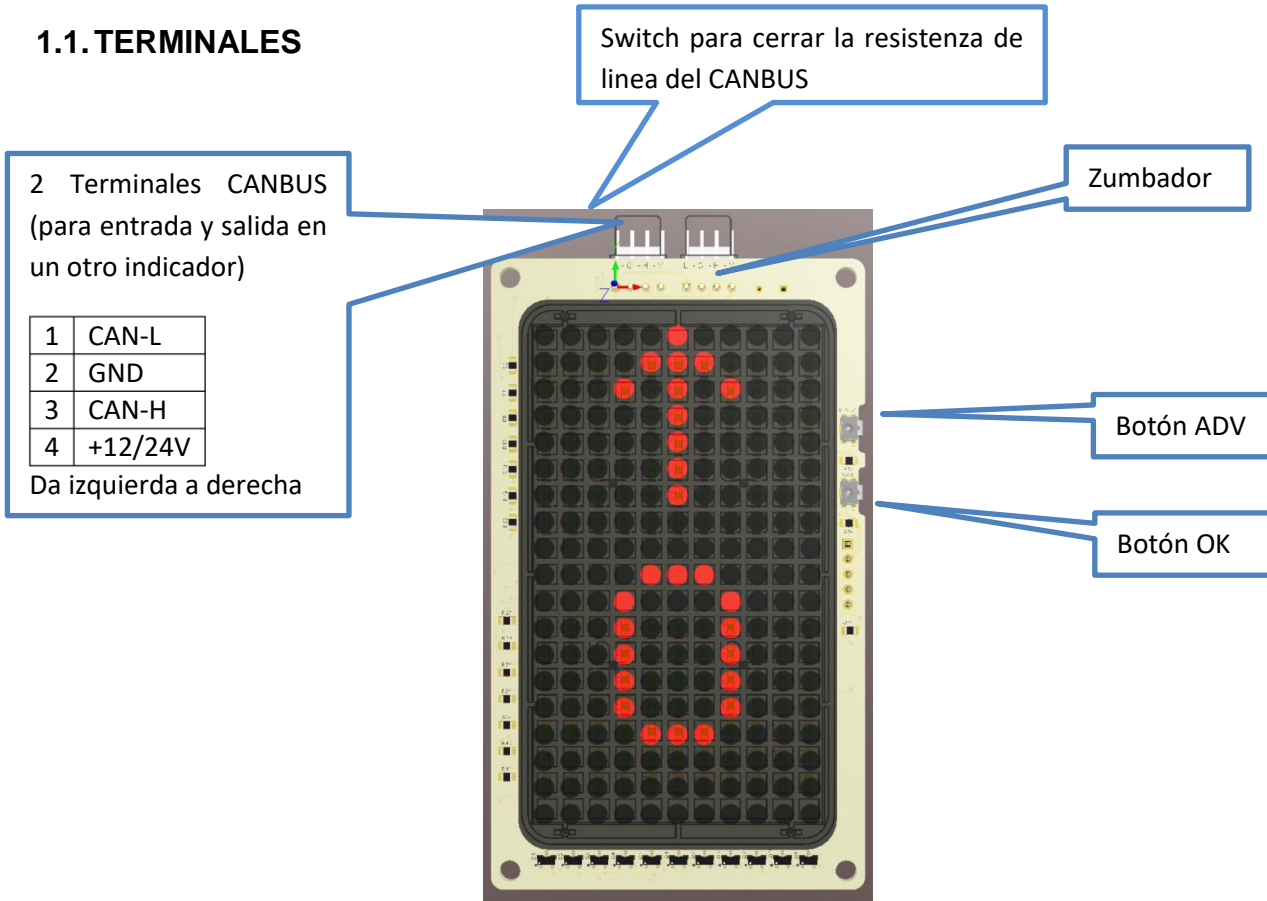 1.1. TERMINALES
Switch para cerrar la resistenza de
linea del CANBUS
2 Terminales CANBUS
(para entrada y salida en
un otro indicador)
1 CAN-L
2 GND
3 CAN-H
4 +12/24V
Da izquierda a derecha
Zumbador
L G H V
Z
Botón ADV
Botón OK